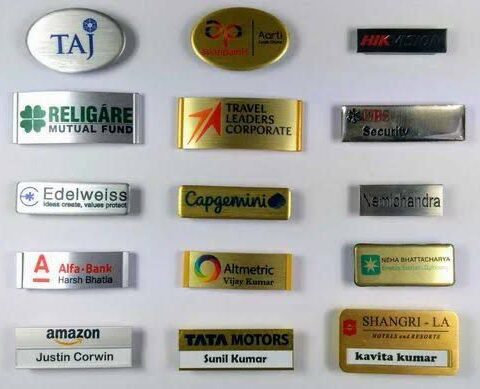 TAJ
Aarti
HIKVISION
RELIGARE
MUTUAL FUND
TRAVEL
LEADERS
CORPORATE
Security
Edelweiss
Ideas create, values protect
Capgemini
Nemichandra
Alfa·Bank
Harsh Bhatia
Altmetric
Vijay Kumar
NEHA BHATTACHARYA
amazon
Justin Corwin
TATA MOTORS
Sunil Kumar
SHANGRI - LA
HOTELS and RESORTS
kavita kumar